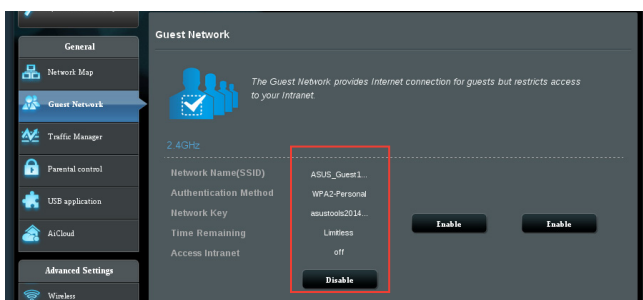 Guest Network
General
Network Map
The Guest Network provides Internet connection for guests but restricts access
to your Intranet.
Guest Network
Traffic Manager
2.4GHz
Parental control
Network Name(SSID) ASUS_Guest1...
Authentication Method WPA2-Personal
USB application
Network Key asustools2014...
Enable Enable
AiCloud
Time Remaining Limitless
Access Intranet off
Advanced Settings
Disable
Wireless